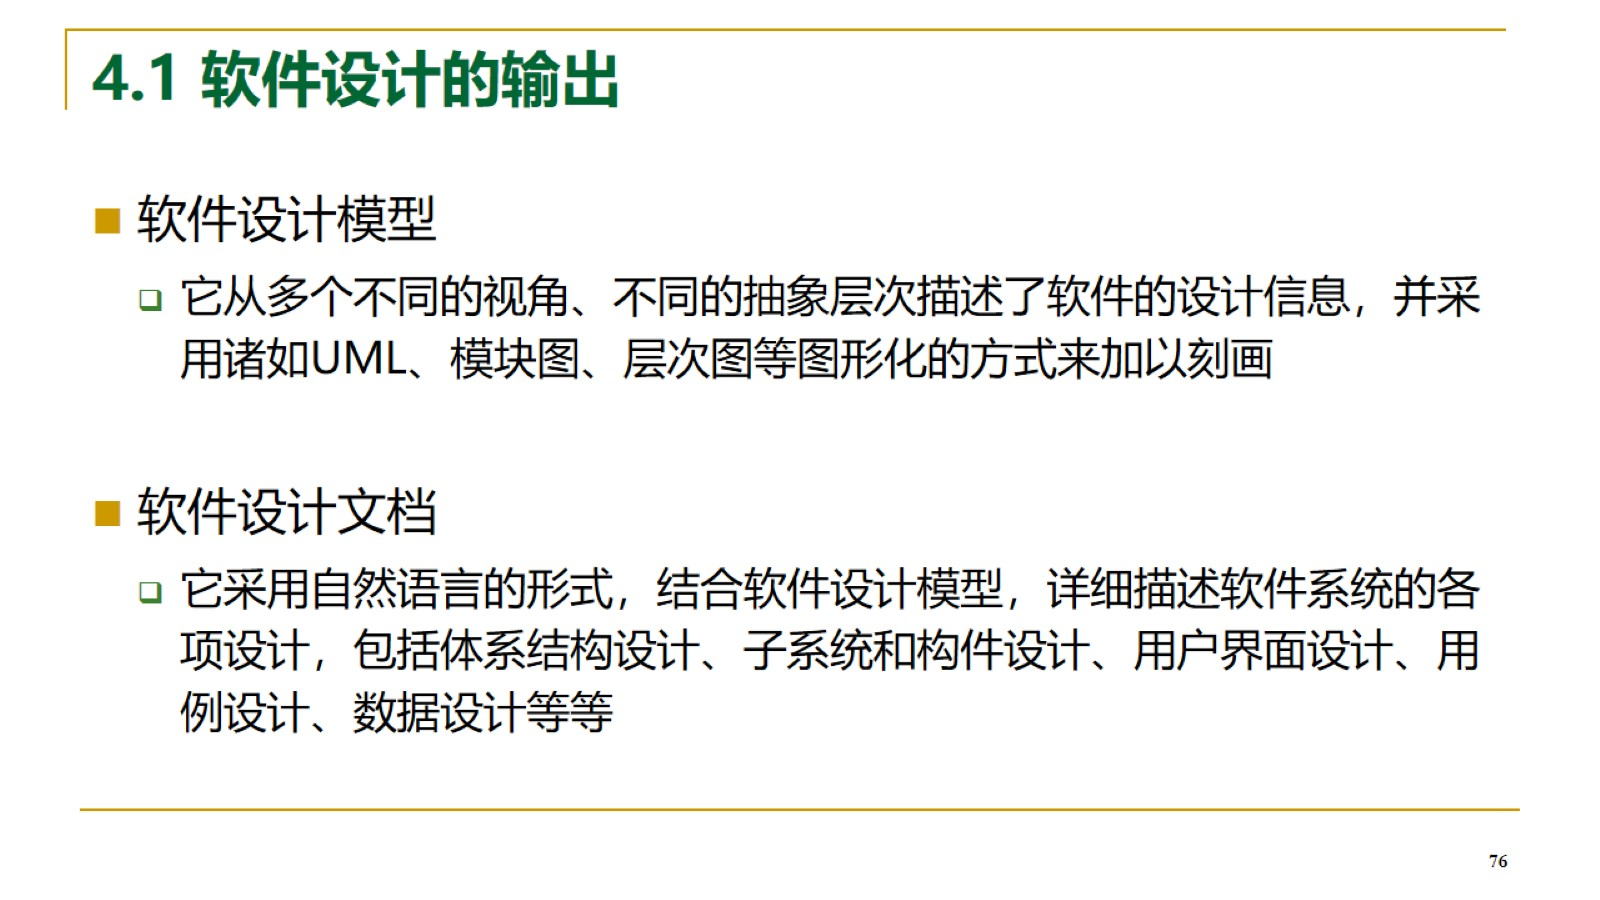 4.1 软件设计的输出
软件设计模型
它从多个不同的视角、不同的抽象层次描述了软件的设计信息，并采
用诸如UML、模块图、层次图等图形化的方式来加以刻画
软件设计文档
它采用自然语言的形式，结合软件设计模型，详细描述软件系统的各
项设计，包括体系结构设计、子系统和构件设计、用户界面设计、用
例设计、数据设计等等
76